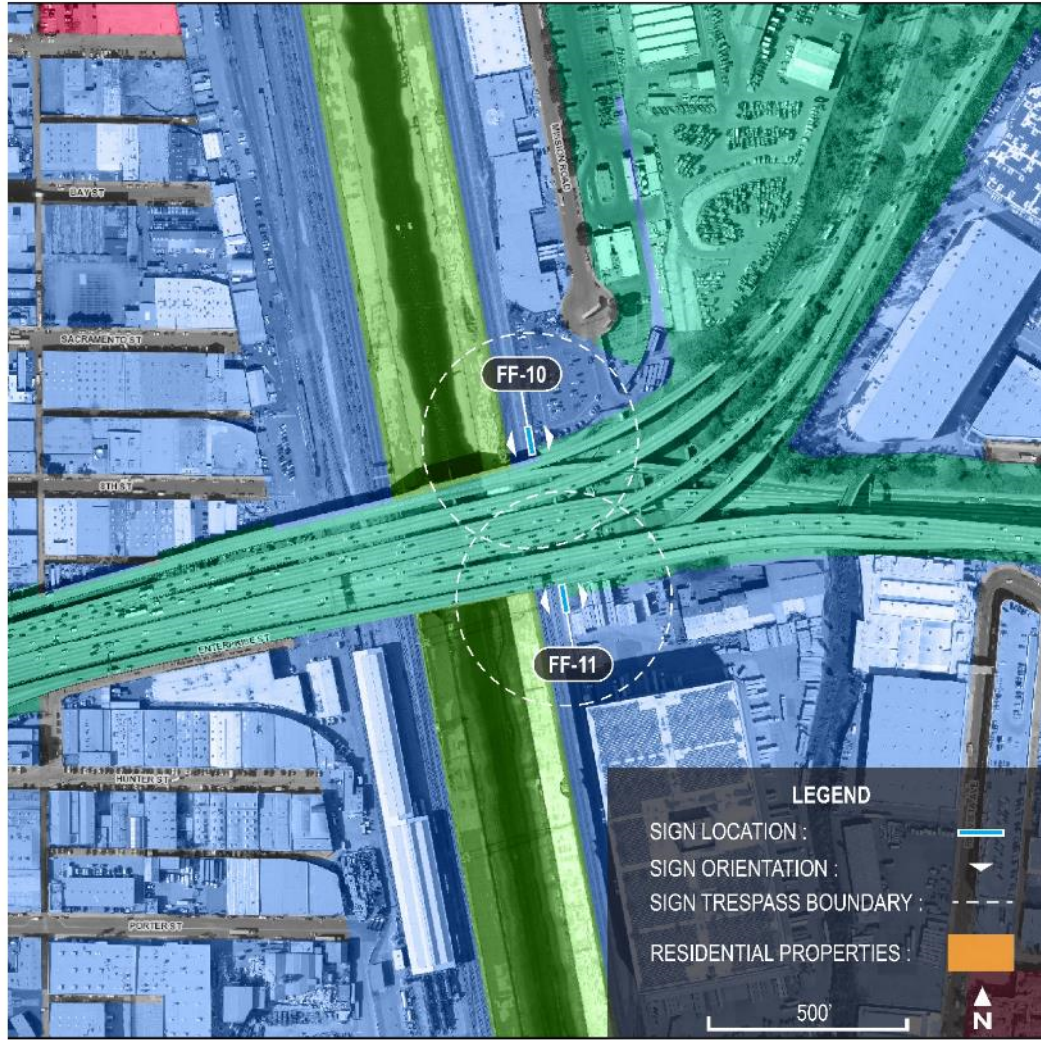 MISSION ROAD
BAY ST
SACRAMENTO ST
FF-10
8TH ST
ENTERPRISE ST
FF-11
HUNTER ST
LEGEND
SIGN LOCATION :
SIGN ORIENTATION :
SIGN TRESPASS BOUNDARY :
RESIDENTIAL PROPERTIES :
PORTER ST
500'
N